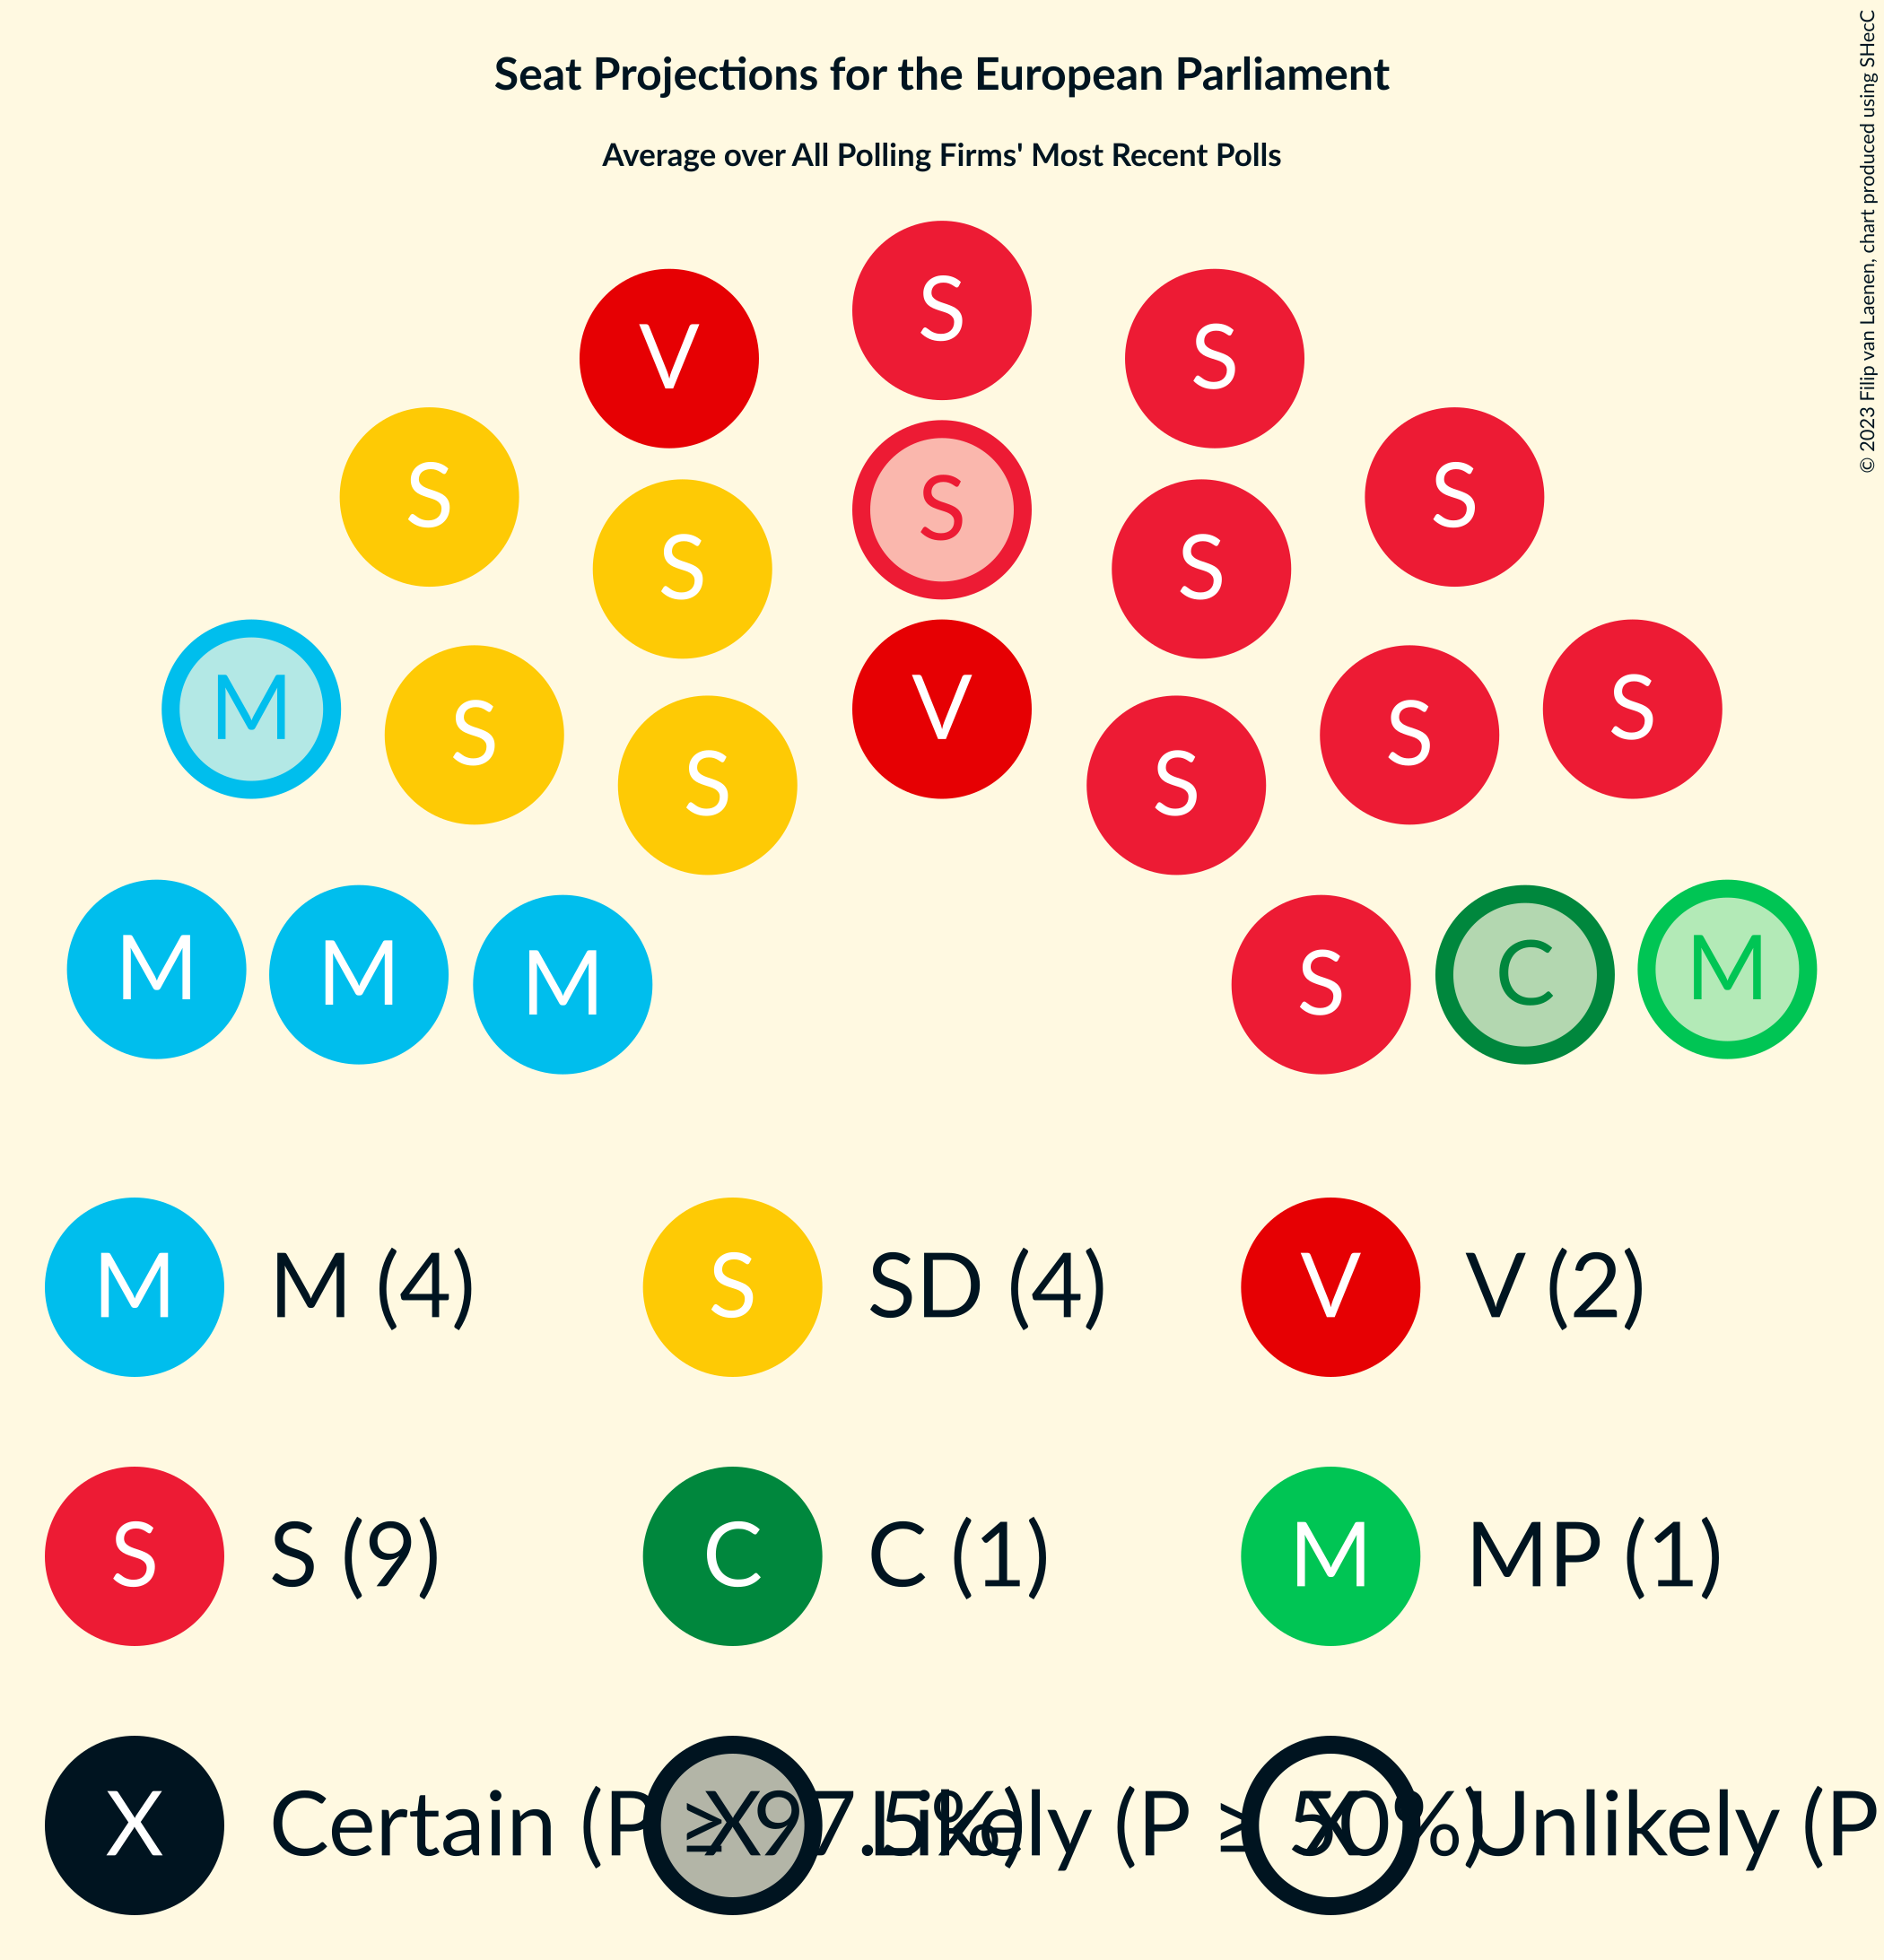 Seat Projections for the European Parliament
Average over All Polling Firms' Most Recent Polls
© 2023 Filip van Laenen, chart produced using SHecC
S
V
S
S
S
S
S
S
S
M
V
S
S
S
S
S
M
M
M
S
C
M
M
M (4)
S
SD (4)
V
V (2)
S
S (9)
C
C (1)
M
MP (1)
X
Certain (P ≥ 97.5%)
X
Likely (P ≥ 50%)
X
Unlikely (P